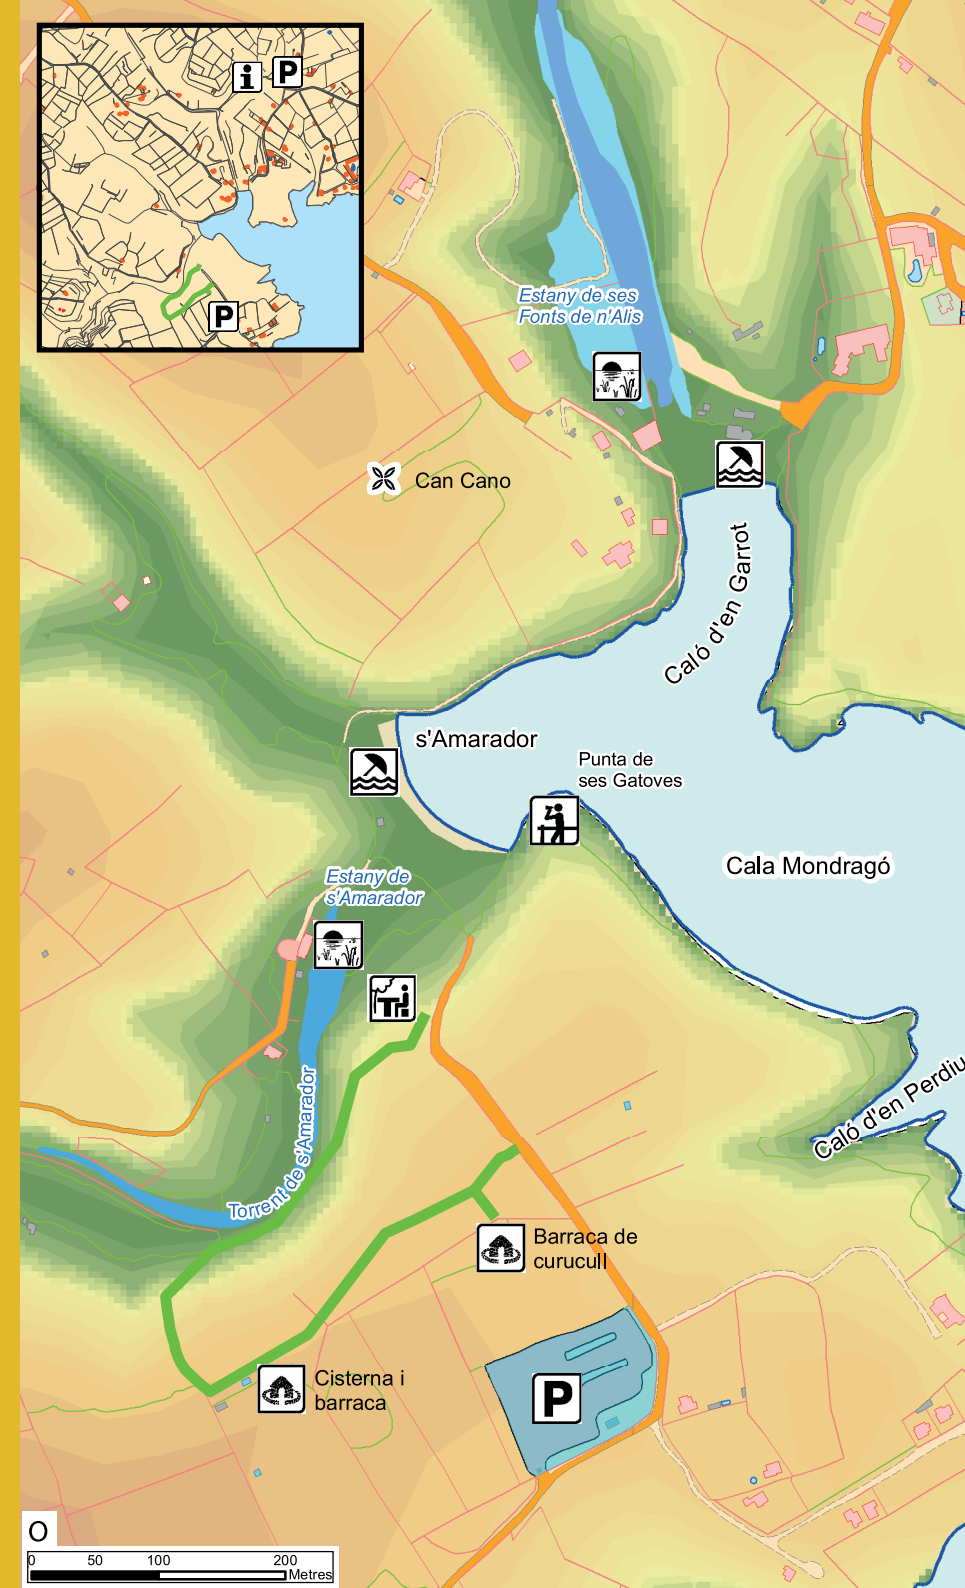 i
P
P
Estany de ses
Fonts de n'Alis
Can Cano
Caló d'en Garrot
s'Amarador
Punta de
ses Gatoves
Cala Mondragó
Estany de
s'Amarador
Caló d'en Perdiu
Torrent de s'Amarador
Barraca de
curucull
Cisterna i
barraca
P
O
0 50 100 200
Metres